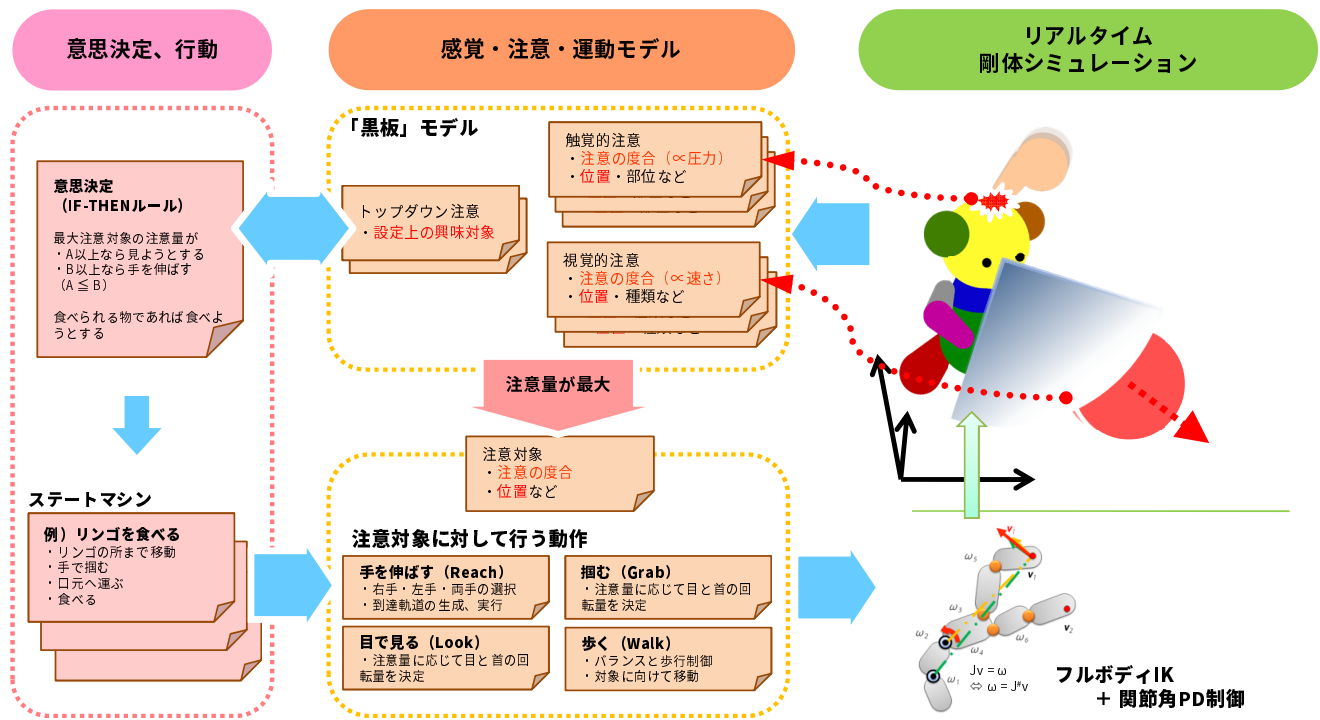 意思決定、行動
感覚・注意・運動モデル
リアルタイム
剛体シミュレーション
意思決定
（IF-THENルール）
最大注意対象の注意量が
・A以上なら見ようとする
・B以上なら手を伸ばす
（A ≦ B）
食べられる物であれば食べよ
うとする
ステートマシン
例）リンゴを食べる
・リンゴの所まで移動
・手で掴む
・口元へ運ぶ
・食べる
「黒板」モデル
トップダウン注意
・設定上の興味対象
触覚的注意
・注意の度合（∝圧力）
・位置・部位など
視覚的注意
・注意の度合（∝速さ）
・位置・種類など
注意量が最大
注意対象
・注意の度合
・位置など
注意対象に対して行う動作
手を伸ばす（Reach）
・右手・左手・両手の選択
・到達軌道の生成、実行
掴む（Grab）
・注意量に応じて目と首の回
転量を決定
目で見る（Look）
・注意量に応じて目と首の回
転量を決定
歩く（Walk）
・バランスと歩行制御
・対象に向けて移動
v₁
ω₅
v₁
ω₃
v₂
ω₂
ω₆
ω₄
ω₁
Jv = ω
⇔ ω = J#v
フルボディIK
＋ 関節角PD制御